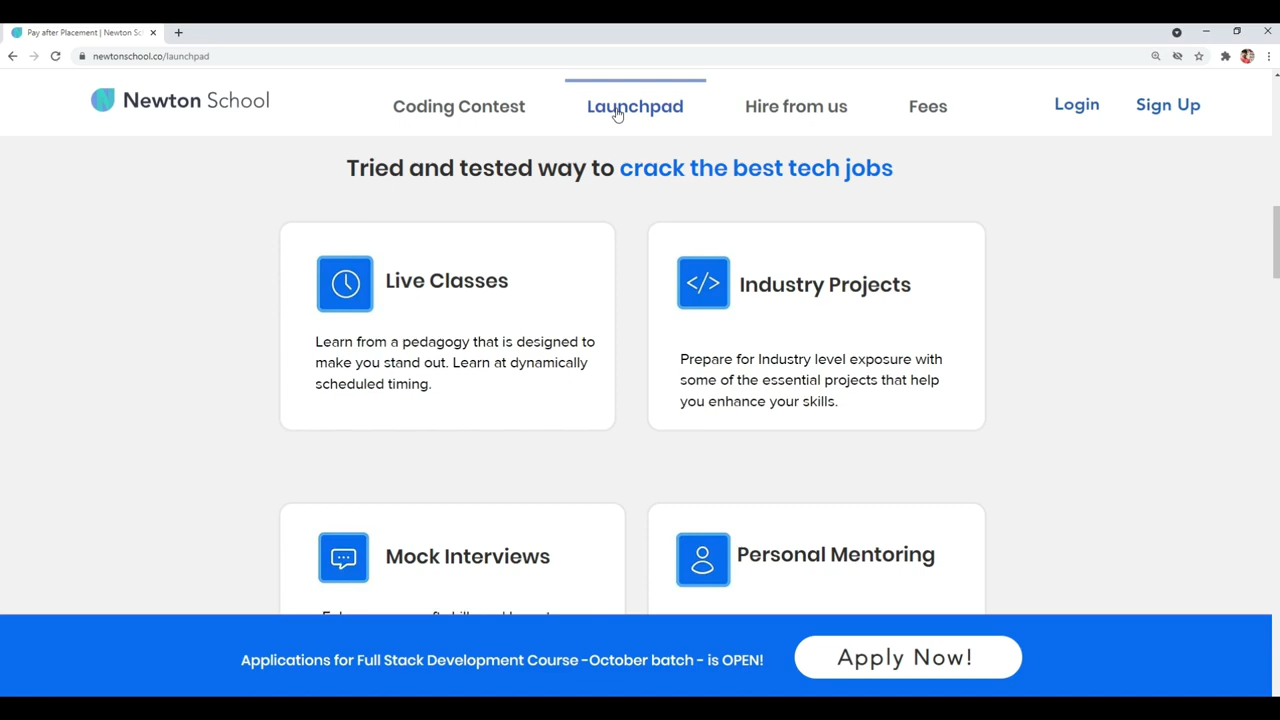 Pay after Placement | Newton Sc
newtonschool.co/launchpad
Newton School
Coding Contest
Launchpad
Hire from us
Fees
Login
Sign Up
Tried and tested way to crack the best tech jobs
Live Classes
Learn from a pedagogy that is designed to
make you stand out. Learn at dynamically
scheduled timing.
</>
Industry Projects
Prepare for Industry level exposure with
some of the essential projects that help
you enhance your skills.
Mock Interviews
Personal Mentoring
Applications for Full Stack Development Course -October batch - is OPEN!
Apply Now!